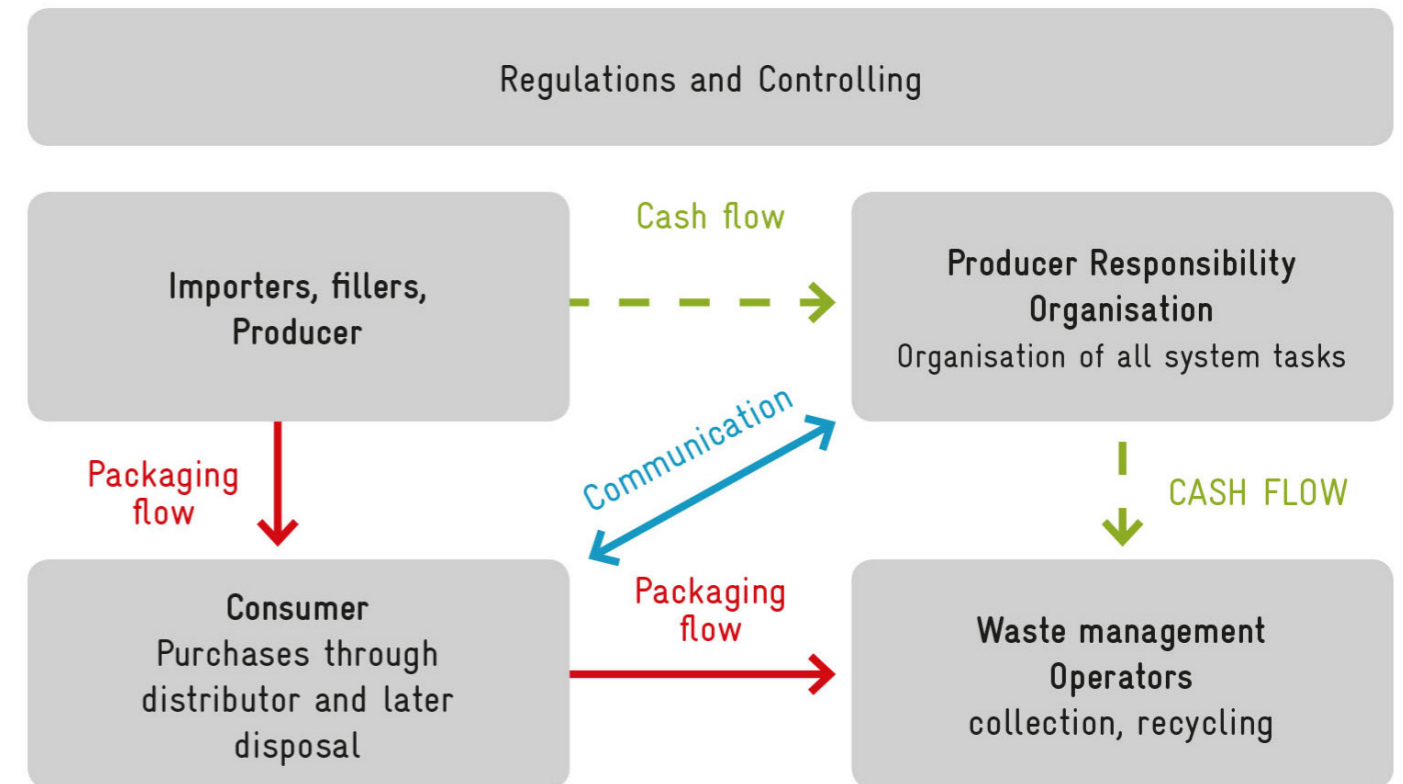 Regulations and Controlling
Importers, fillers,
Producer
Cash flow
Producer Responsibility
Organisation
Organisation of all system tasks
Packaging
flow
Communication
CASH FLOW
Consumer
Purchases through
distributor and later
disposal
Packaging
flow
Waste management
Operators
collection, recycling